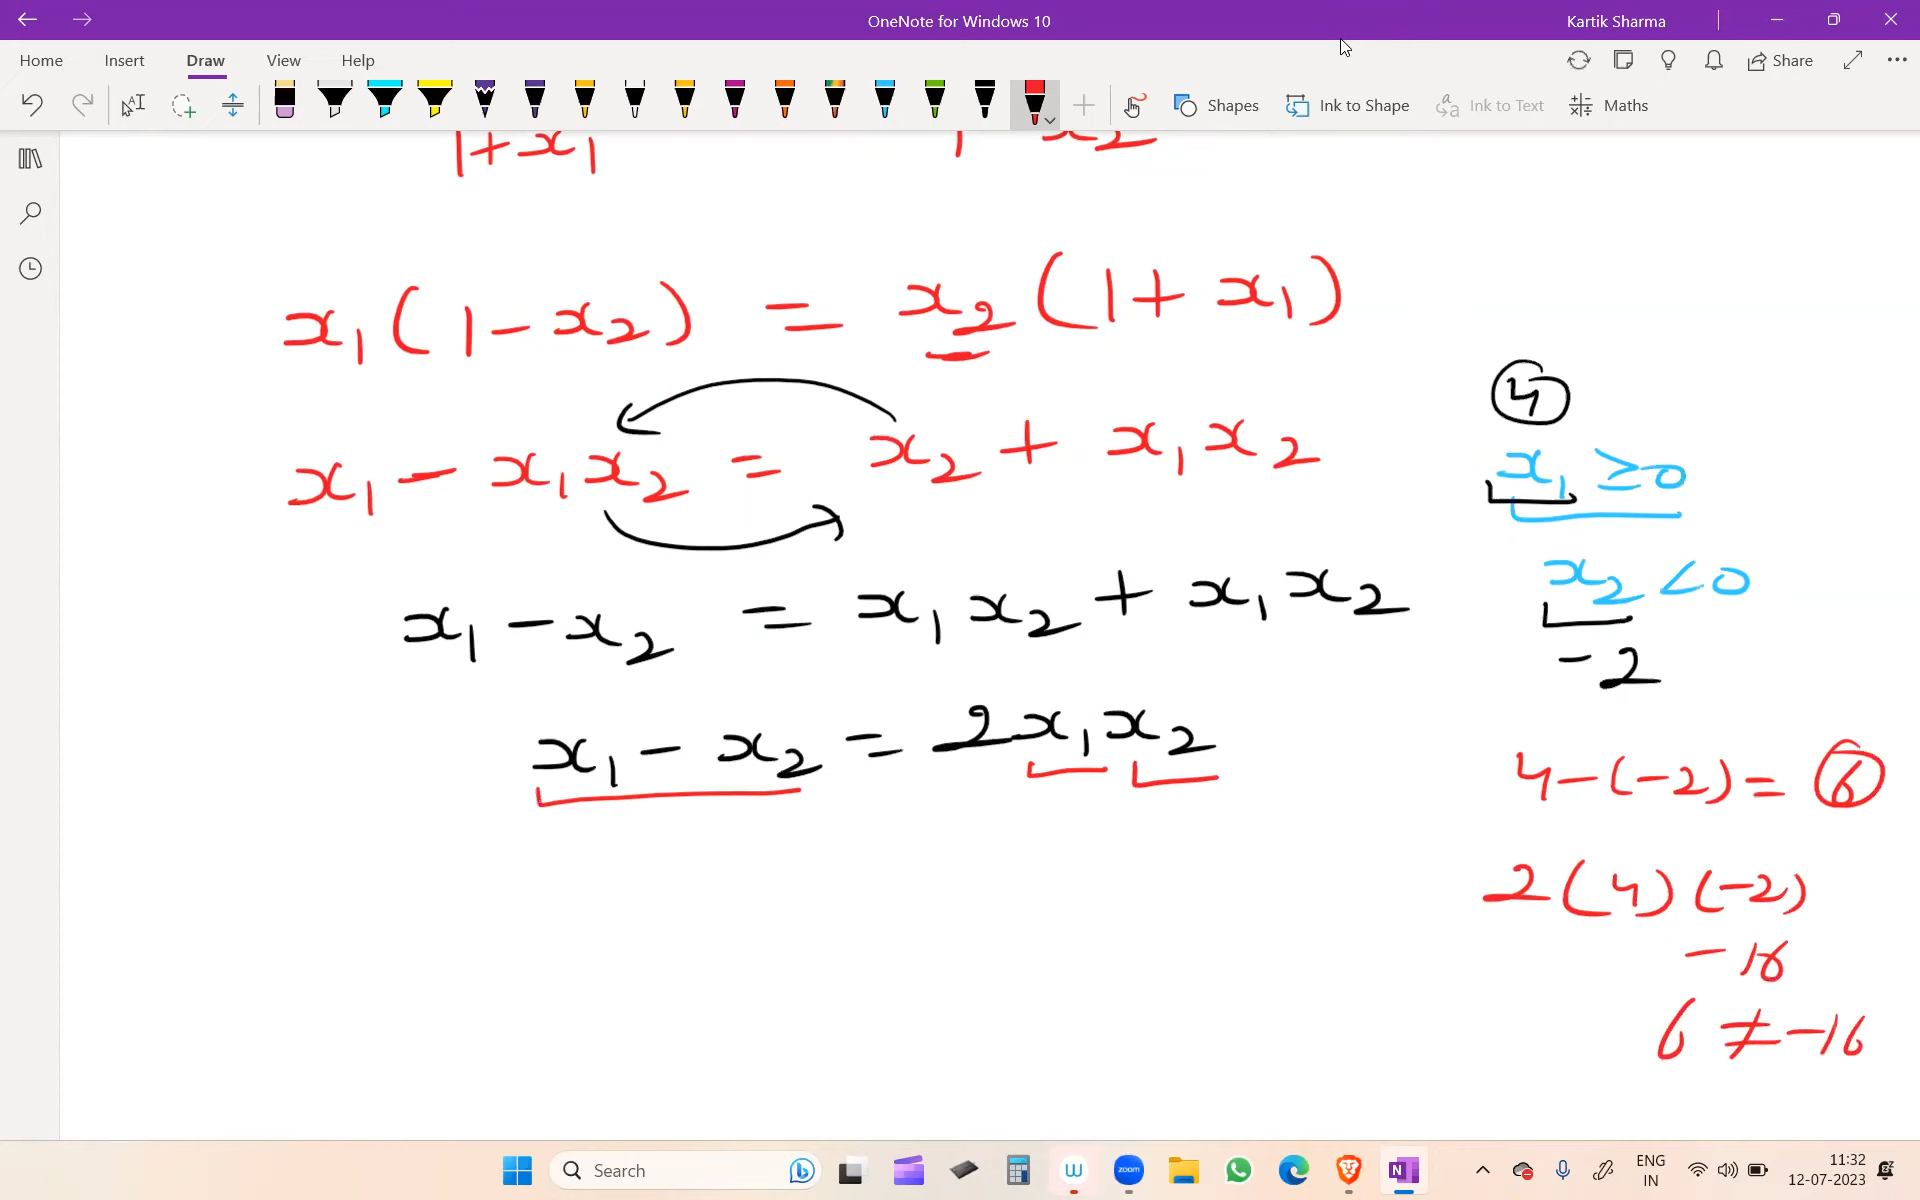 OneNote for Windows 10
Kartik Sharma
Home Insert Draw View Help
Share
Shapes Ink to Shape Ink to Text Maths
1+x₁
x₁(1-x₂) = x₂(1+x₁)
x₁ - x₁x₂ = x₂ + x₁x₂
x₁ - x₂ = x₁x₂ + x₁x₂
x₁ - x₂ = 2x₁x₂
4
x₁ ≥ 0
x₂ < 0
-2
4-(-2) = 6
2(4)(-2)
-16
6 ≠ -16
Search
zoom
ENG
IN
11:32
12-07-2023